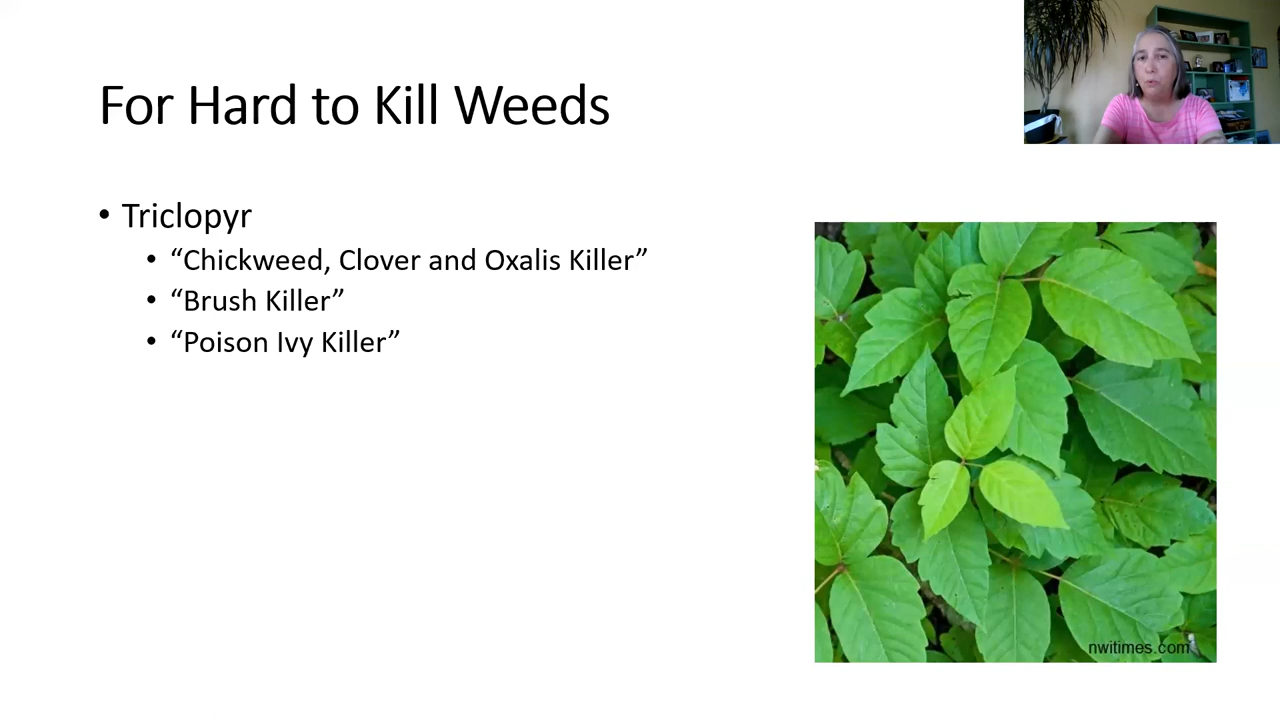 For Hard to Kill Weeds
• Triclopyr
• “Chickweed, Clover and Oxalis Killer”
• “Brush Killer”
• “Poison Ivy Killer”
nwitimes.com